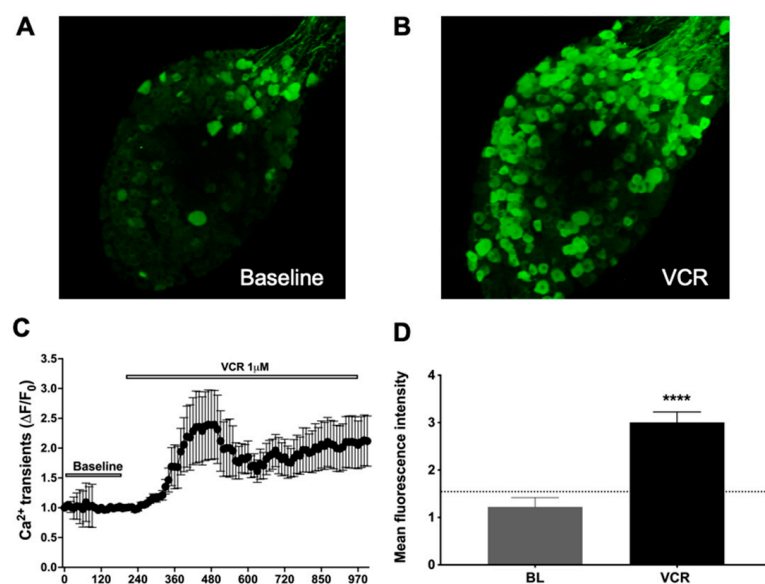 A
B
Baseline
VCR
C
D
VCR 1μM
Baseline
Ca2+ transients (ΔF/F0)
3.5
3.0
2.5
2.0
1.5
1.0
0.5
0.0
0 120 240 360 480 600 720 850 970
Mean fluorescence intensity
4
3
2
1
0
****
BL VCR